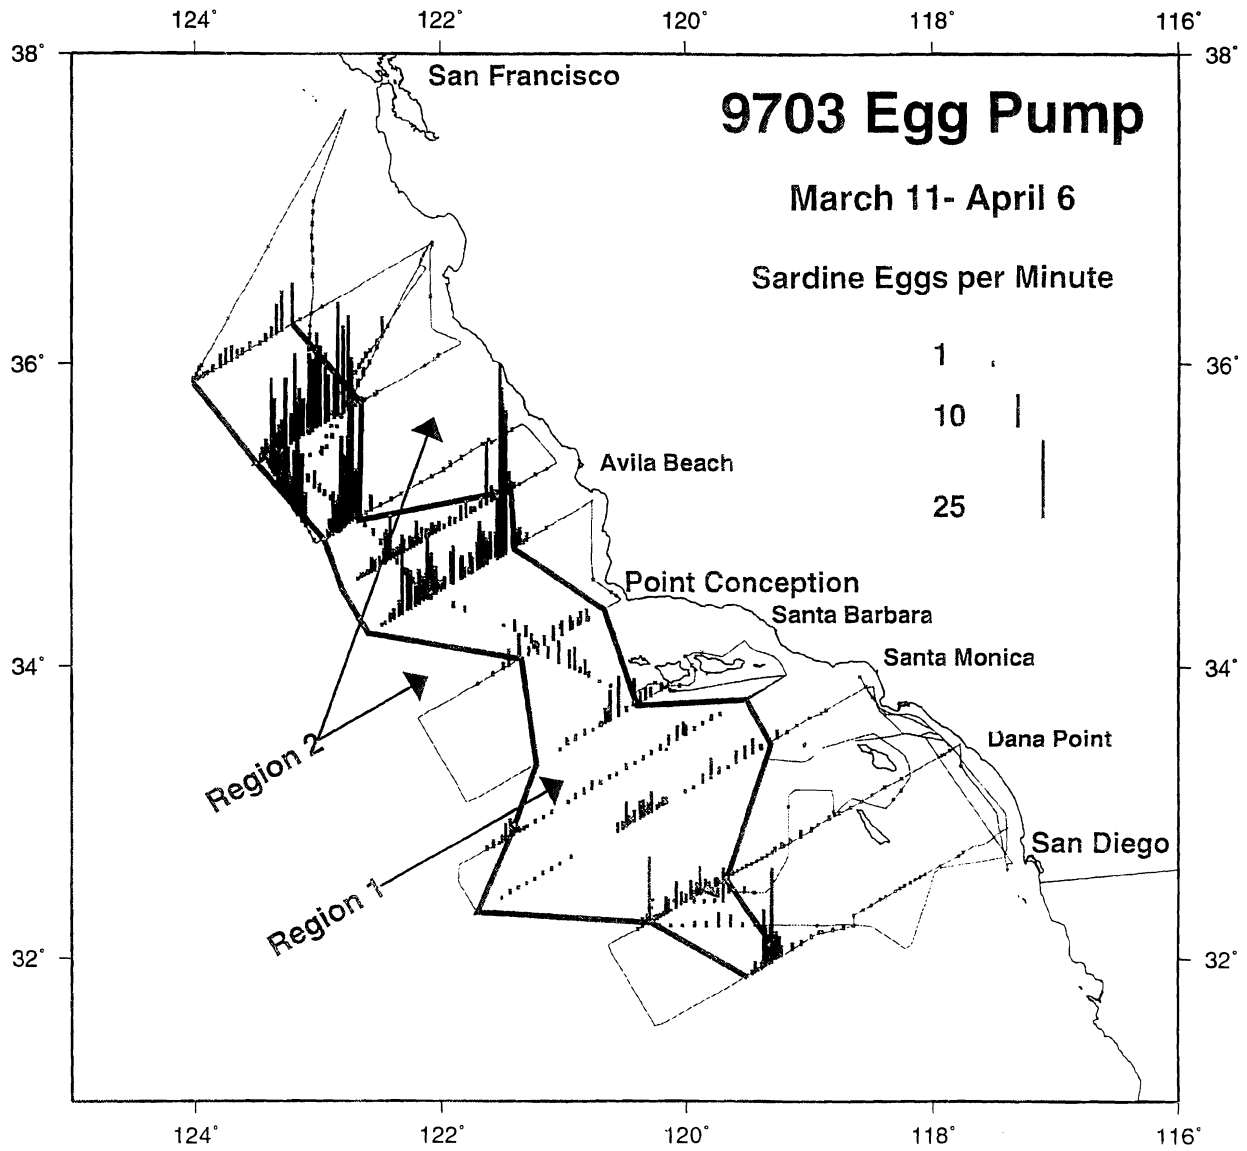 124° 122° 120° 118° 116°
38° 38°
San Francisco
9703 Egg Pump
March 11- April 6
Sardine Eggs per Minute
1
36° 36°
10
Avila Beach
25
Point Conception
Santa Barbara
34° Santa Monica 34°
Dana Point
Region 2
San Diego
Region 1
32° 32°
124° 122° 120° 118° 116°